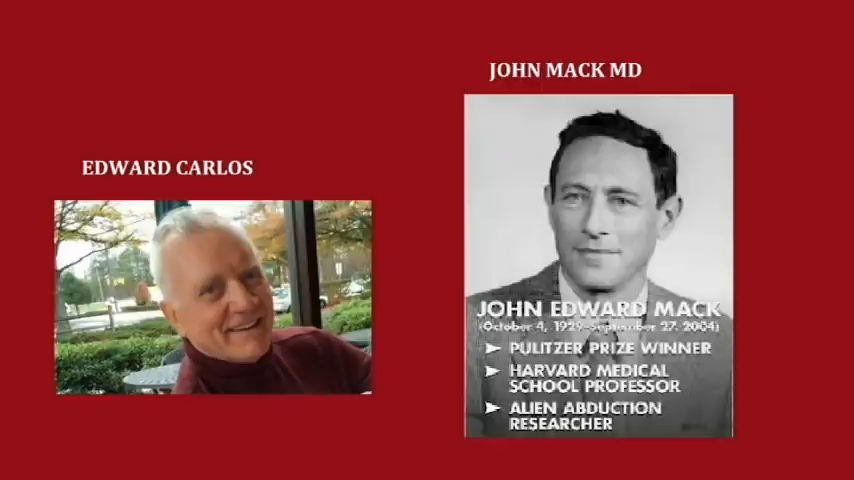 JOHN MACK MD
EDWARD CARLOS
JOHN EDWARD MACK
(October 4, 1929-September 27, 2004)
➤ PULITZER PRIZE WINNER
➤ HARVARD MEDICAL
SCHOOL PROFESSOR
➤ ALIEN ABDUCTION
RESEARCHER